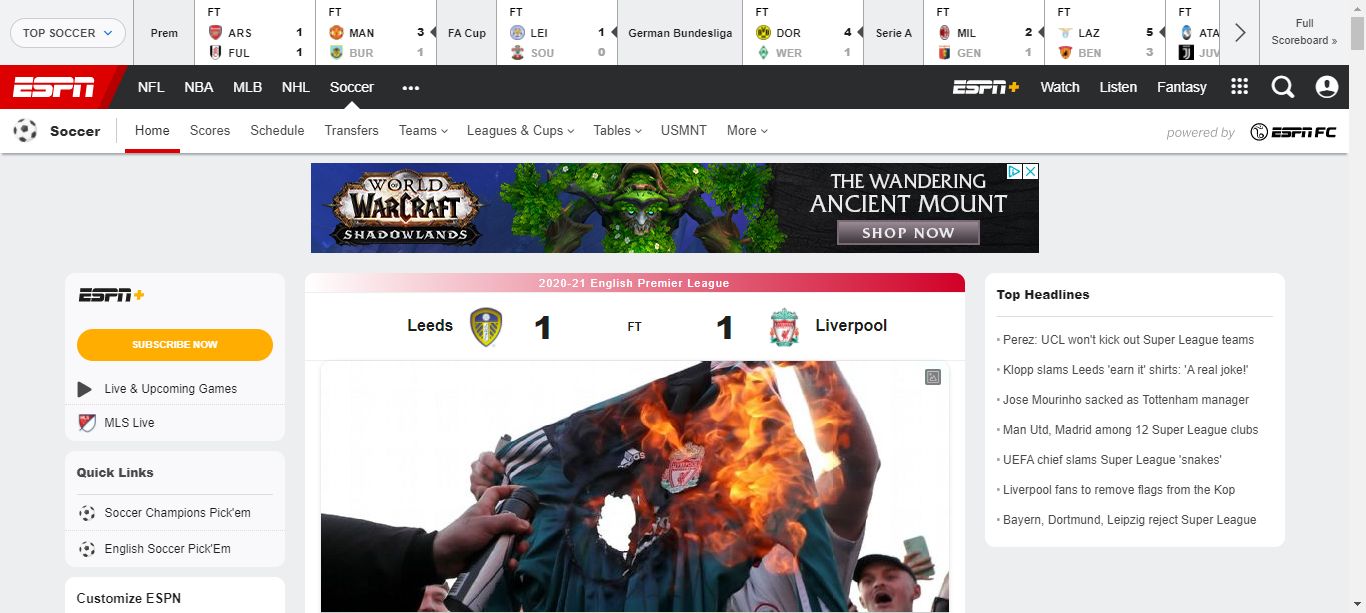 TOP SOCCER
Prem
FT
ARS 1
FUL 1
FT
MAN 3
BUR 1
FA Cup
FT
LEI 1
SOU 0
German Bundesliga
FT
DOR 4
WER 1
Serie A
FT
MIL 2
GEN 1
FT
LAZ 5
BEN 3
FT
ATA
JUV
Full
Scoreboard »
ESPN NFL NBA MLB NHL Soccer ••• ESPN+ Watch Listen Fantasy
Soccer Home Scores Schedule Transfers Teams Leagues & Cups Tables USMNT More powered by ESPN FC
WORLD
OF
WARCRAFT
SHADOWLANDS
THE WANDERING
ANCIENT MOUNT
SHOP NOW
ESPN+
SUBSCRIBE NOW
Live & Upcoming Games
MLS Live
Quick Links
Soccer Champions Pick'em
English Soccer Pick'Em
Customize ESPN
2020-21 English Premier League
Leeds 1 FT 1 Liverpool
Top Headlines
Perez: UCL won't kick out Super League teams
Klopp slams Leeds 'earn it' shirts: 'A real joke!'
Jose Mourinho sacked as Tottenham manager
Man Utd, Madrid among 12 Super League clubs
UEFA chief slams Super League 'snakes'
Liverpool fans to remove flags from the Kop
Bayern, Dortmund, Leipzig reject Super League